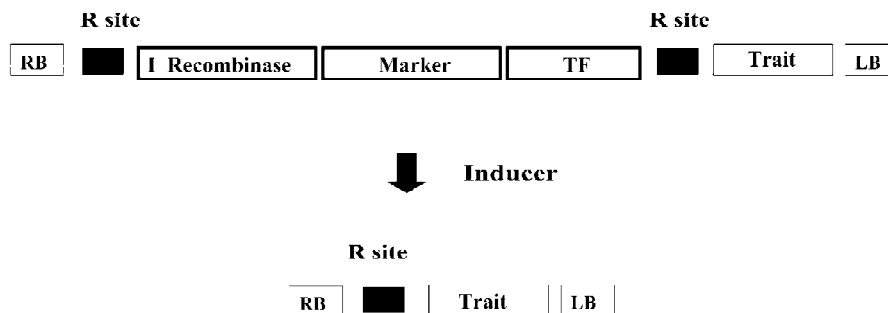 R site R site
RB I Recombinase Marker TF Trait LB
Inducer
R site
RB Trait LB